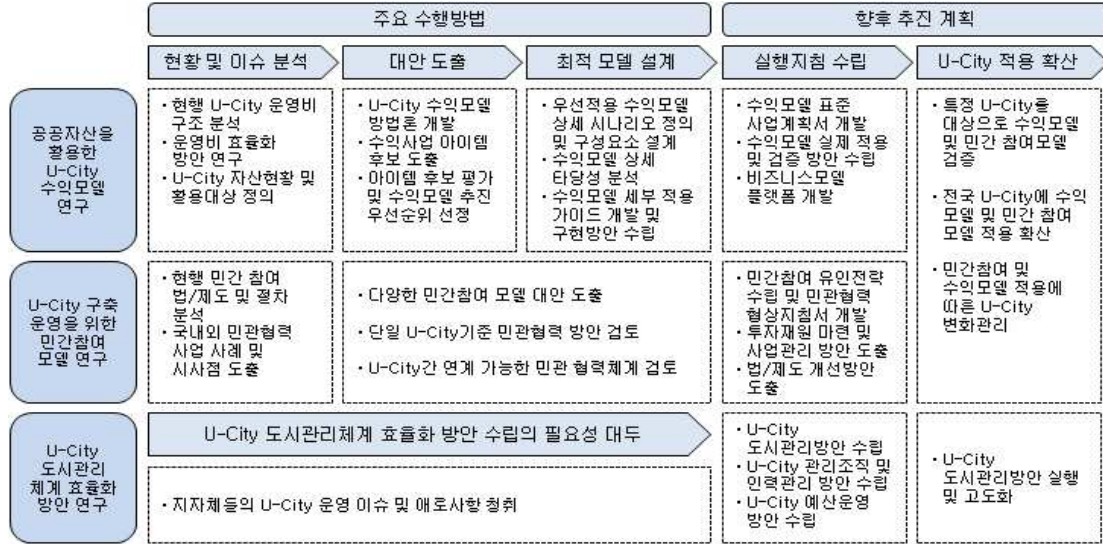 주요 수행방법
향후 추진 계획
현황 및 이슈 분석
대안 도출
최적 모델 설계
실행지침 수립
U-City 적용 확산
공공자산을
활용한
U-City
수익모델
연구
• 현행 U-City 운영비
구조 분석
• 운영비 효율화
방안 연구
• U-City 자산현황 및
활용대상 정의
• U-City 수익모델
방법론 개발
• 수익사업 아이템
후보 도출
• 아이템 후보 평가
및 수익모델 추진
우선순위 선정
• 우선적용 수익모델
상세 시나리오 정의
및 구성요소 설계
• 수익모델 상세
타당성 분석
• 수익모델 세부 적용
가이드 개발 및
구현방안 수립
• 수익모델 표준
사업계획서 개발
• 수익모델 실제 적용
및 검증 방안 수립
• 비즈니스모델
플랫폼 개발
• 특정 U-City를
대상으로 수익모델
및 민간 참여모델
검증
• 전국 U-City에 수익
모델 및 민간 참여
모델 적용 확산
• 민간참여 및
수익모델 적용에
따른 U-City
변화관리
U-City 구축
운영을 위한
민간참여
모델 연구
• 현행 민간 참여
법/제도 및 절차
분석
• 국내외 민관협력
사업 사례 및
시사점 도출
• 다양한 민간참여 모델 대안 도출
• 단일 U-City기준 민관협력 방안 검토
• U-City간 연계 가능한 민관 협력체계 검토
• 민간참여 유인전략
수립 및 민관협력
협상지침서 개발
• 투자재원 마련 및
사업관리 방안 도출
• 법/제도 개선방안
도출
U-City
도시관리
체계 효율화
방안 연구
U-City 도시관리체계 효율화 방안 수립의 필요성 대두
• 지자체들의 U-City 운영 이슈 및 애로사항 청취
• U-City
도시관리방안 수립
• U-City 관리조직 및
인력관리 방안 수립
• U-City 예산운영
방안 수립
• U-City
도시관리방안 실행
및 고도화